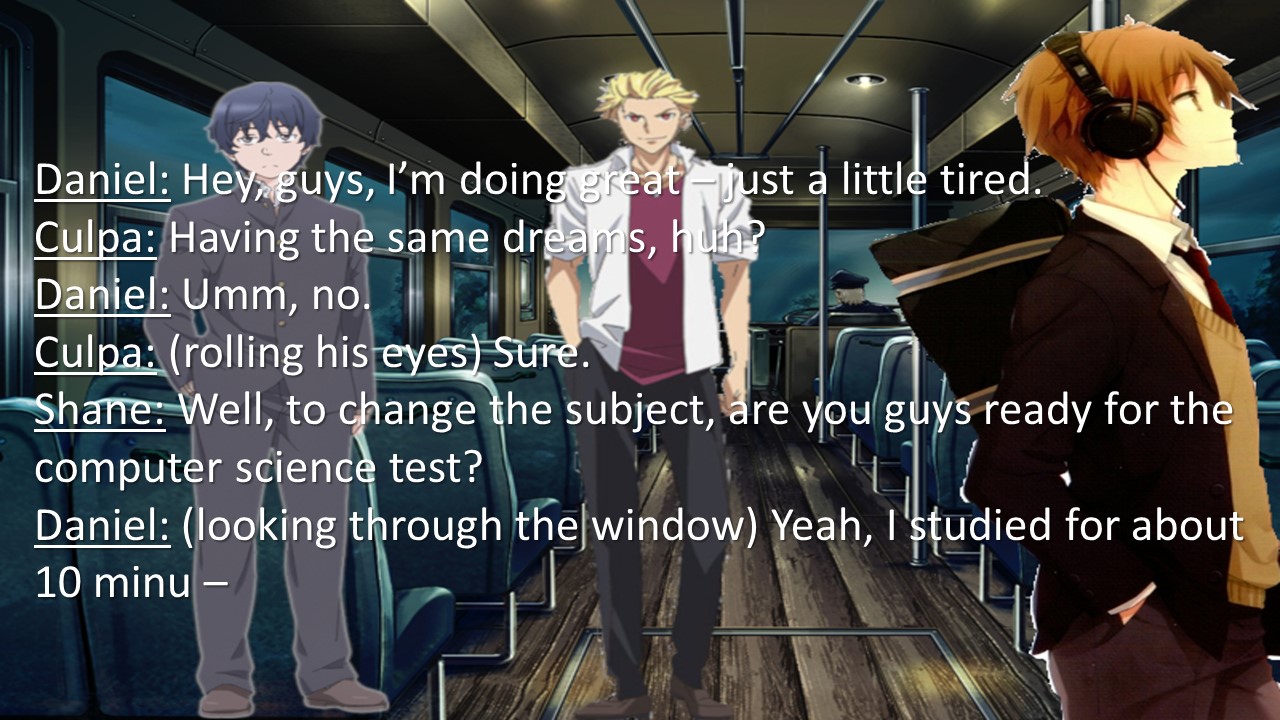 Daniel: Hey, guys, I’m doing great – just a little tired.
Culpa: Having the same dreams, huh?
Daniel: Umm, no.
Culpa: (rolling his eyes) Sure.
Shane: Well, to change the subject, are you guys ready for the
computer science test?
Daniel: (looking through the window) Yeah, I studied for about
10 minu –